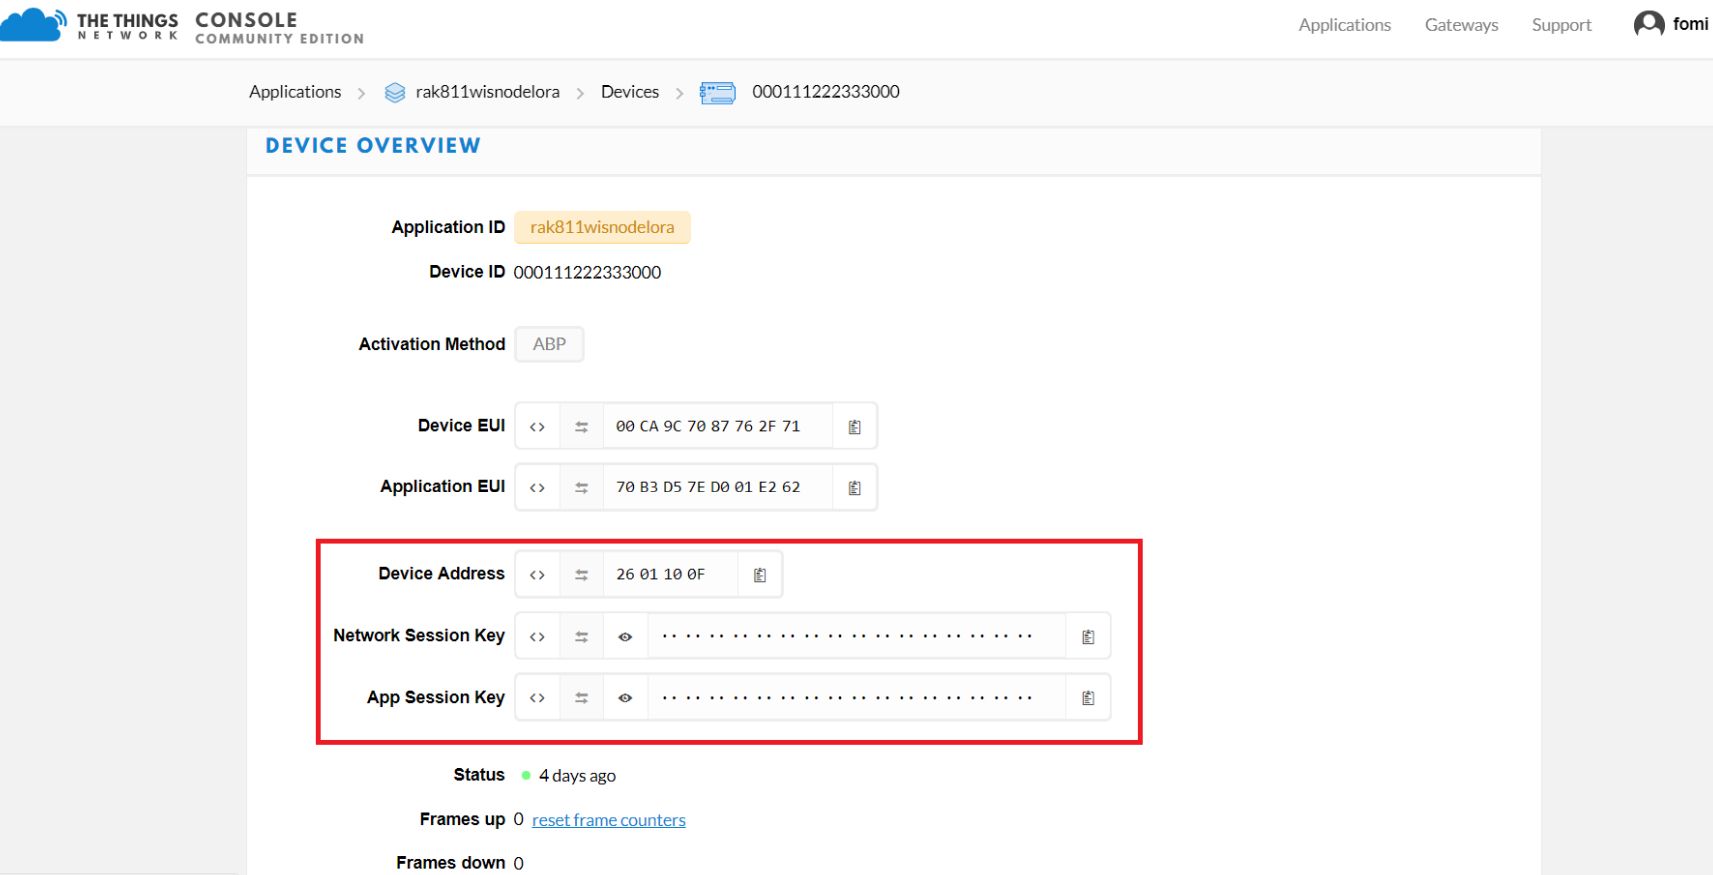 THE THINGS
NETWORK
CONSOLE
COMMUNITY EDITION
Applications Gateways Support fomi
Applications > rak811wisnodelora > Devices > 000111222333000
DEVICE OVERVIEW
Application ID rak811wisnodelora
Device ID 000111222333000
Activation Method ABP
Device EUI <> 00 CA 9C 70 87 76 2F 71
Application EUI <> 70 B3 D5 7E D0 01 E2 62
Device Address <> 26 01 10 0F
Network Session Key <> ·· ·· ·· ·· ·· ·· ·· ·· ·· ·· ·· ·· ·· ·· ·· ··
App Session Key <> ·· ·· ·· ·· ·· ·· ·· ·· ·· ·· ·· ·· ·· ·· ·· ··
Status 4 days ago
Frames up 0 reset frame counters
Frames down 0